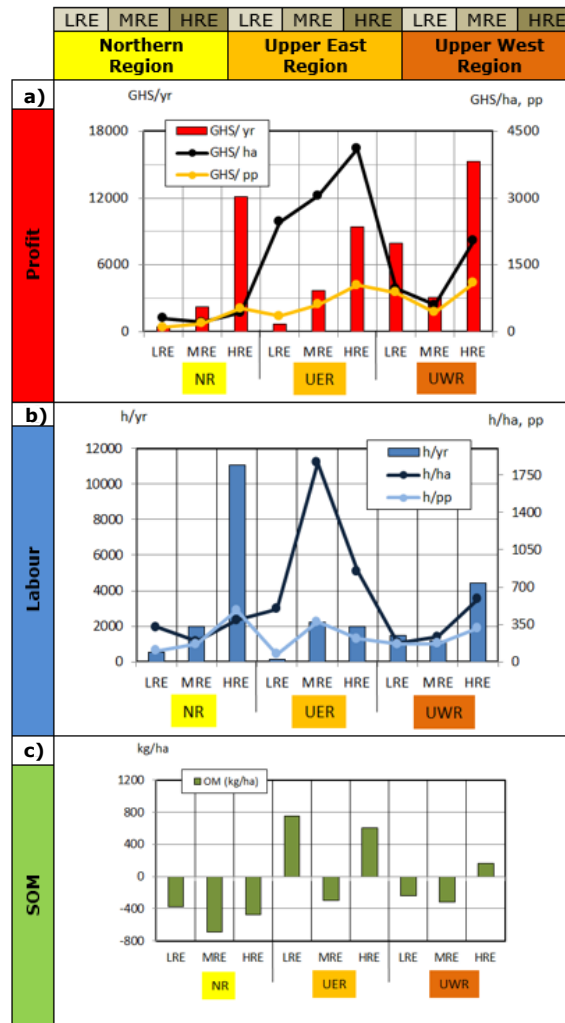 LRE MRE HRE LRE MRE HRE LRE MRE HRE
Northern Region Upper East Region Upper West Region
a)
Profit
GHS/yr GHS/ha, pp
GHS/ yr
GHS/ ha
GHS/ pp
18000 4500
12000 3000
6000 1500
0 0
LRE MRE HRE LRE MRE HRE LRE MRE HRE
NR UER UWR
b)
Labour
h/yr h/ha, pp
h/yr
h/ha
h/pp
12000
10000 1750
8000 1400
6000 1050
4000 700
2000 350
0 0
LRE MRE HRE LRE MRE HRE LRE MRE HRE
NR UER UWR
c)
SOM
kg/ha
OM (kg/ha)
1200
800
400
0
-400
-800
LRE MRE HRE LRE MRE HRE LRE MRE HRE
NR UER UWR